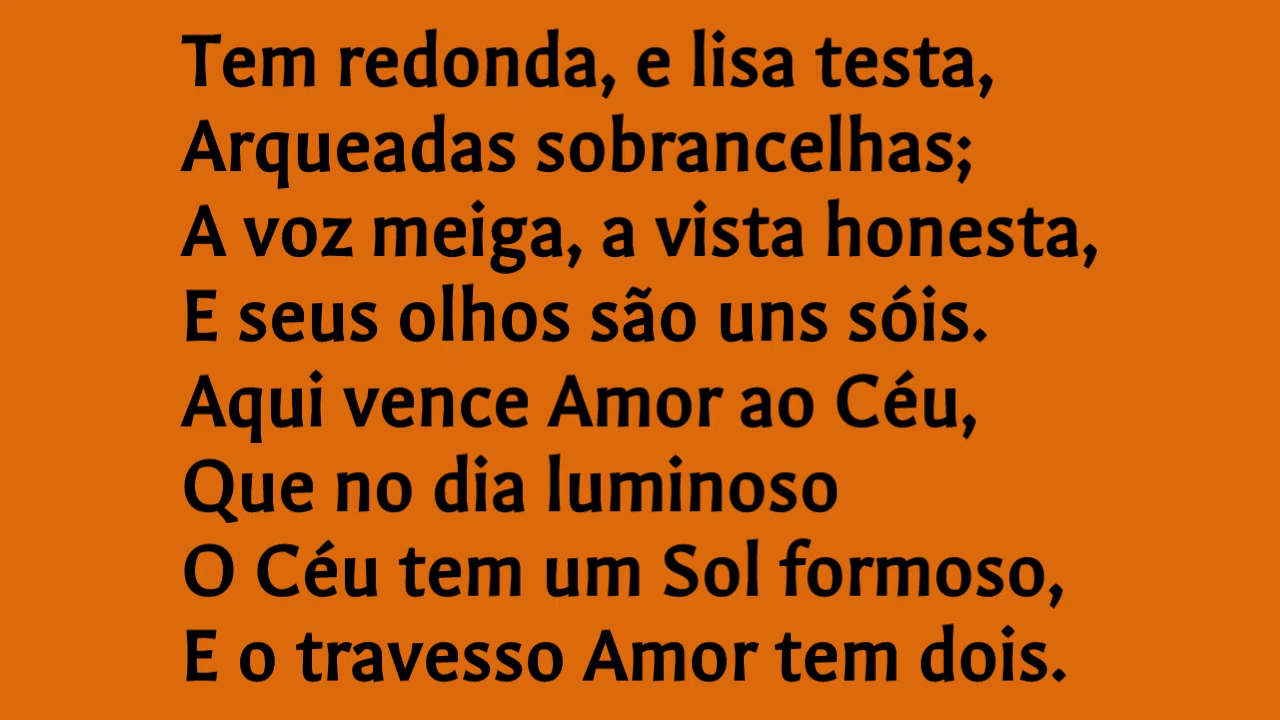 Tem redonda, e lisa testa,
Arqueadas sobrancelhas;
A voz meiga, a vista honesta,
E seus olhos são uns sóis.
Aqui vence Amor ao Céu,
Que no dia luminoso
O Céu tem um Sol formoso,
E o travesso Amor tem dois.